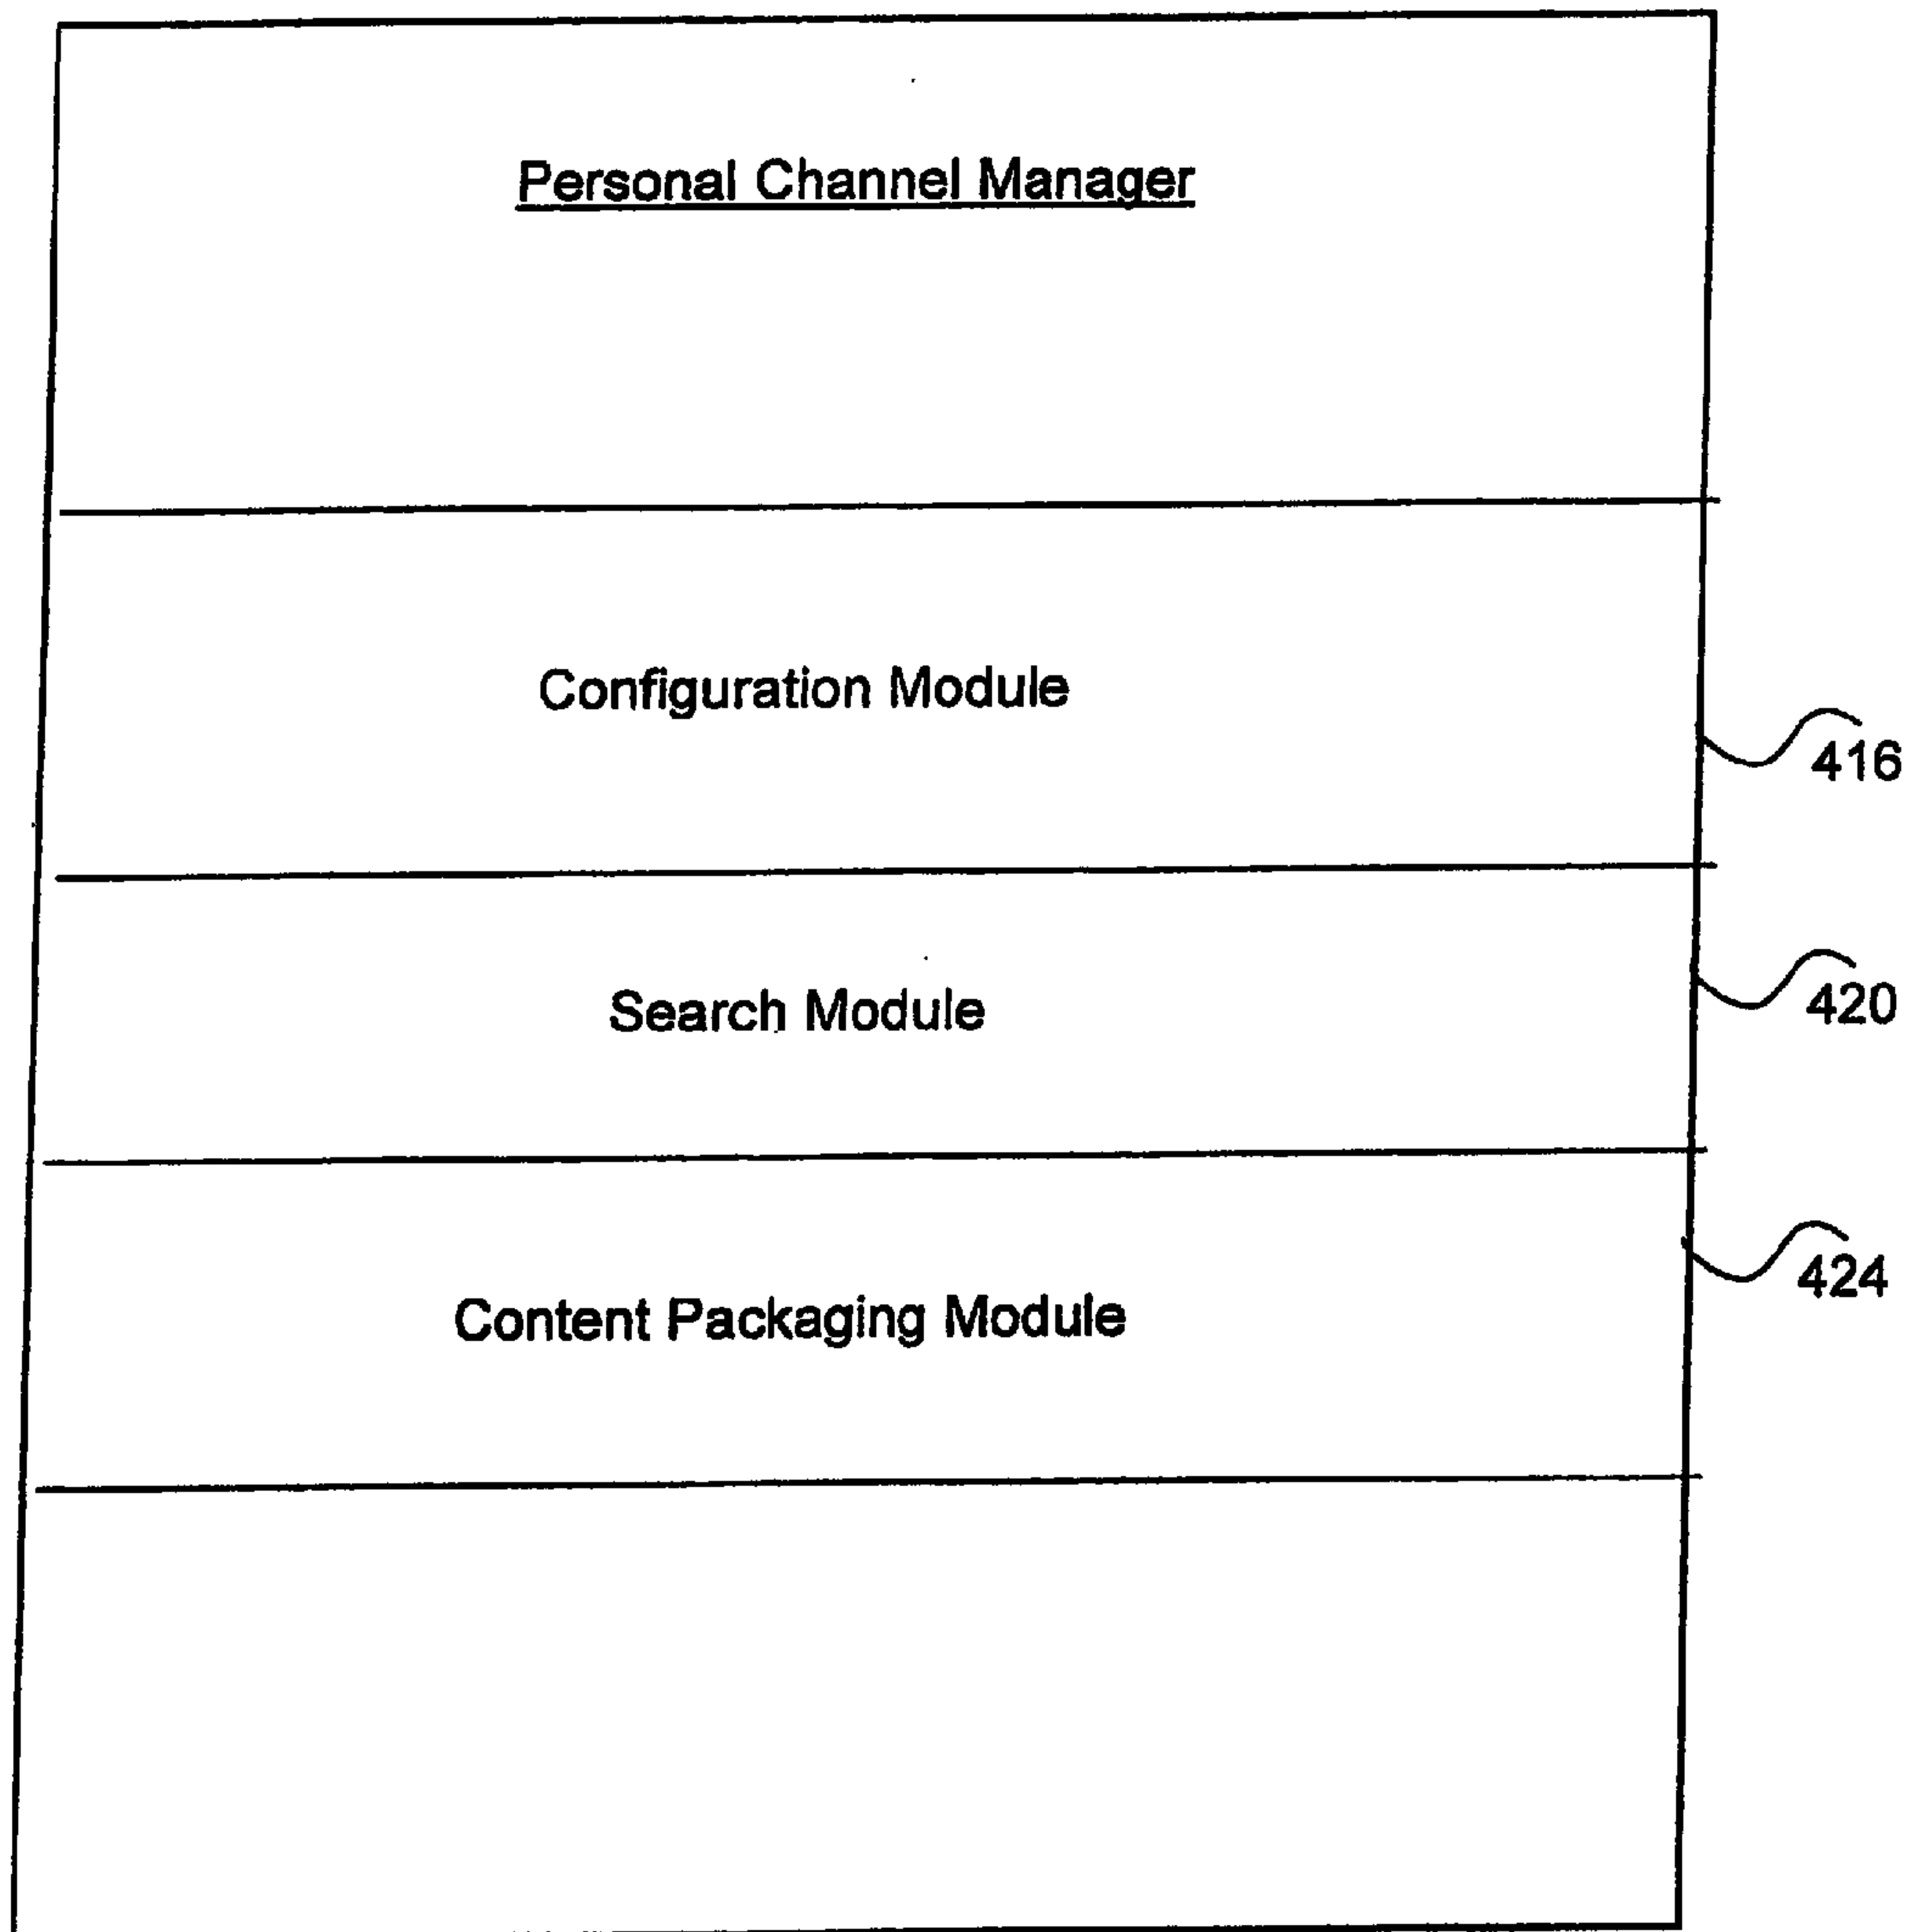 Personal Channel Manager
Configuration Module
416
420
Search Module
424
Content Packaging Module